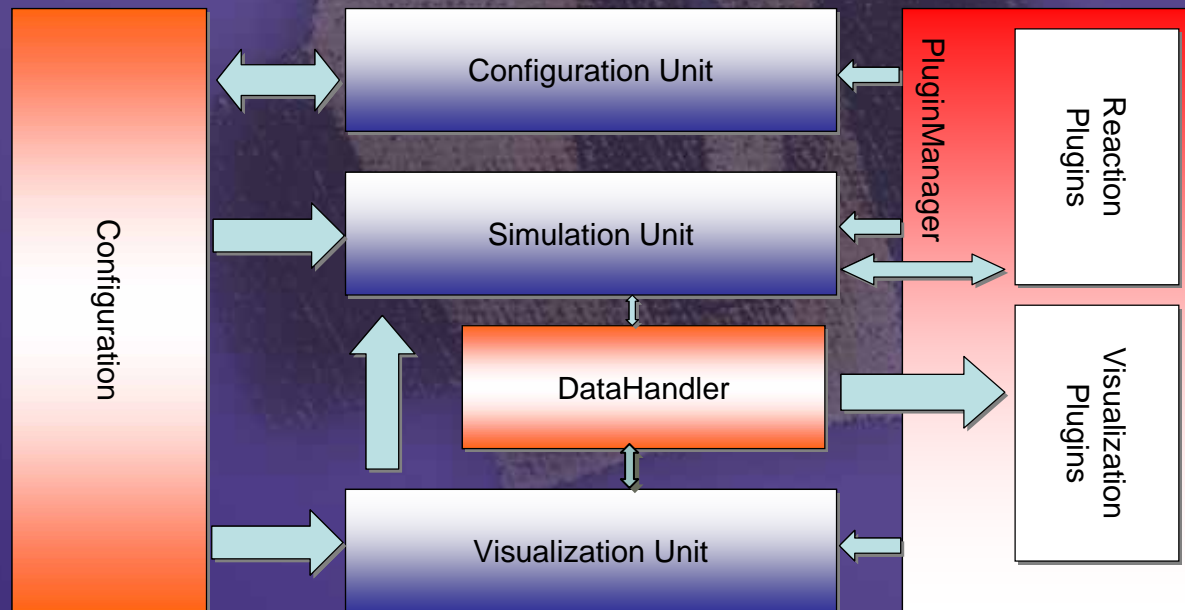 Configuration
Configuration Unit
Simulation Unit
DataHandler
Visualization Unit
PluginManager
Reaction
Plugins
Visualization
Plugins